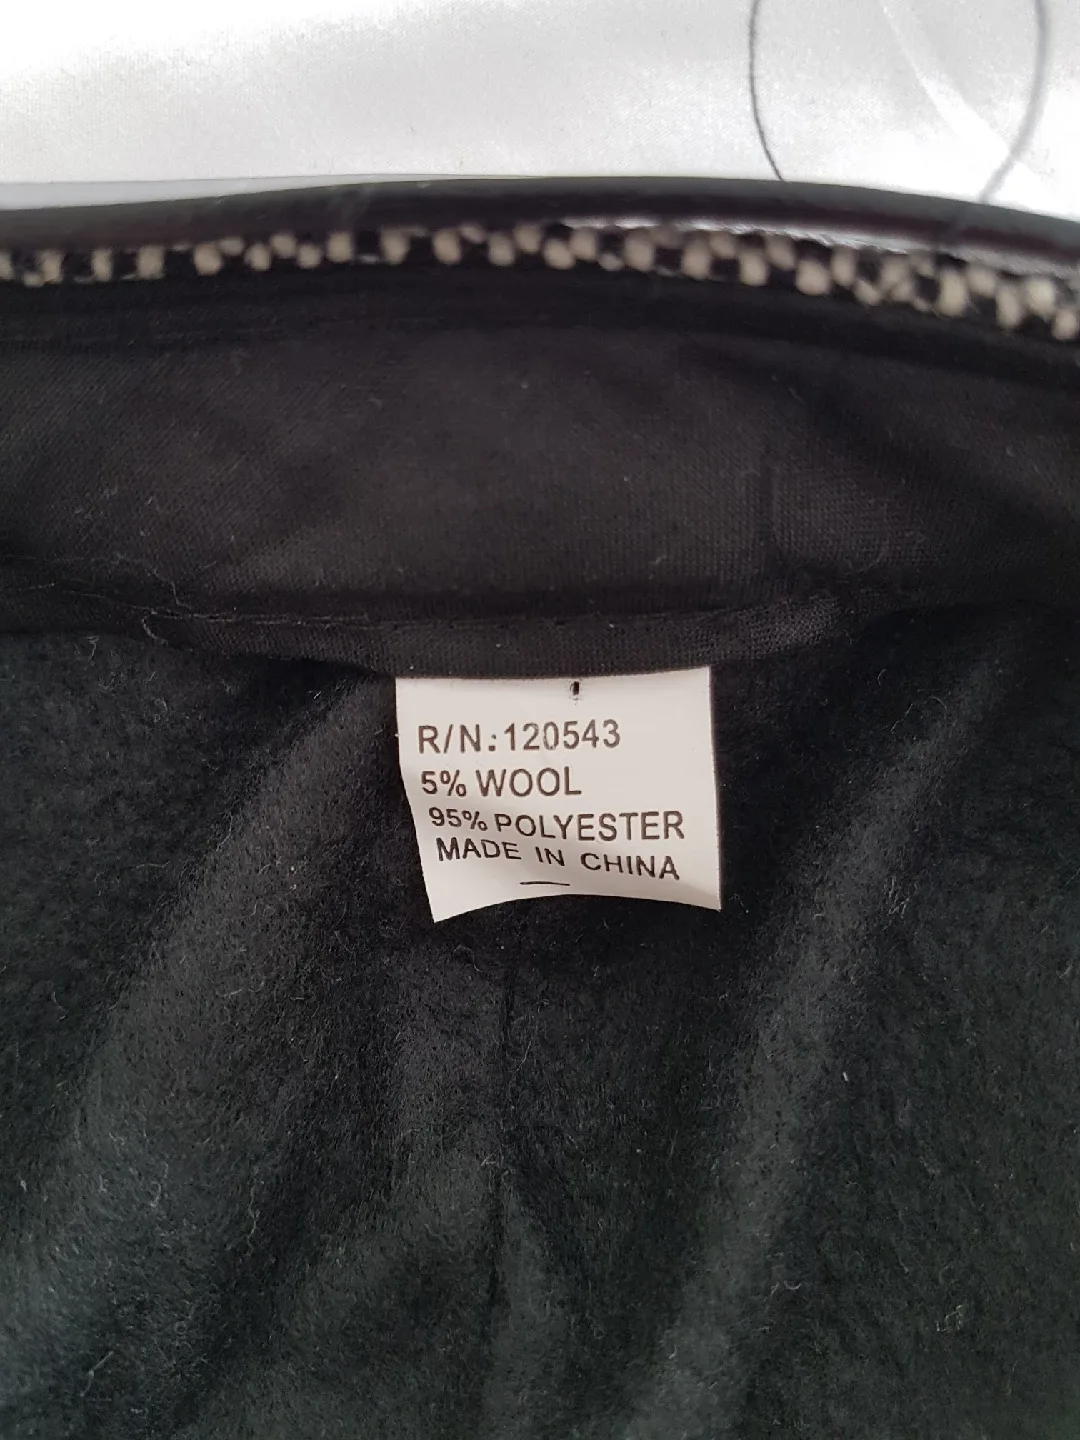 R/N:120543
5% WOOL
95% POLYESTER
MADE IN CHINA